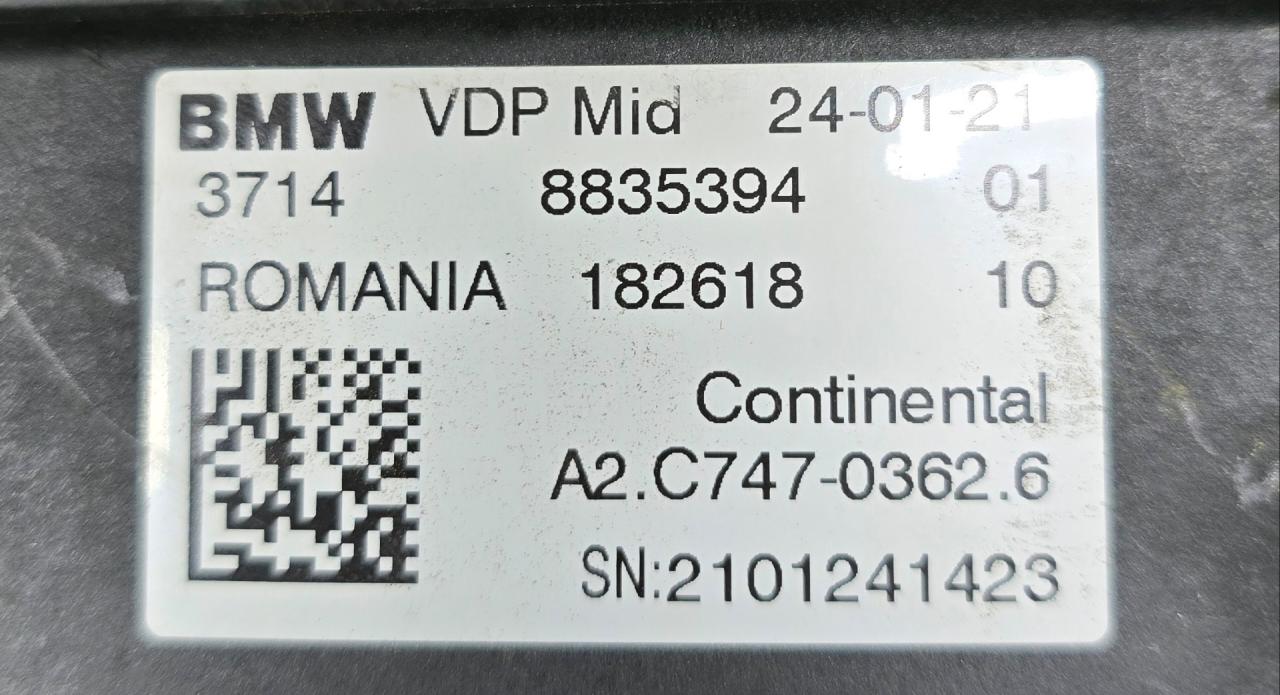 BMW VDP Mid 24-01-21
3714 8835394 01
ROMANIA 182618 10
Continental
A2.C747-0362.6
SN:2101241423